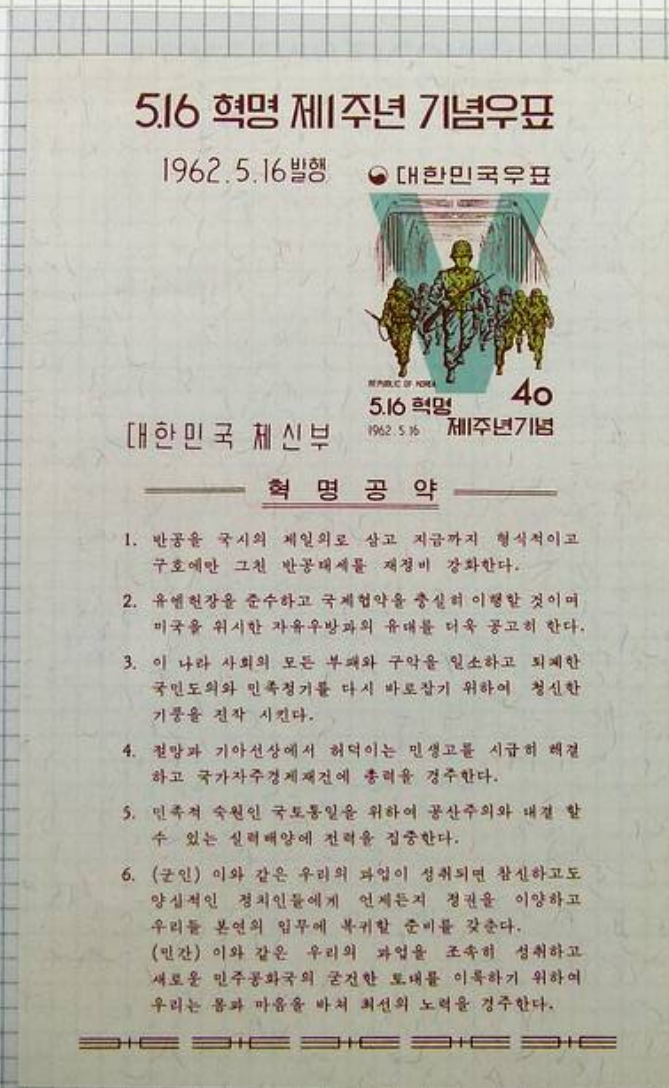 5.16 혁명 제1주년 기념우표
1962.5.16발행
대한민국우표
REPUBLIC OF KOREA
40
5.16 혁명
1962 5 16
제1주년기념
대한민국 체신부
혁명공약
1. 반공을 국시의 제일의로 삼고 지금까지 형식적이고
구호에만 그친 반공태세를 재정비 강화한다.
2. 유엔헌장을 준수하고 국제협약을 충실히 이행할 것이며
미국을 위시한 자유우방과의 유대를 더욱 공고히 한다.
3. 이 나라 사회의 모든 부패와 구악을 일소하고 퇴폐한
국민도의와 민족정기를 다시 바로잡기 위하여 청신한
기풍을 진작 시킨다.
4. 절망과 기아선상에서 허덕이는 민생고를 시급히 해결
하고 국가자주경제재건에 총력을 경주한다.
5. 민족적 숙원인 국토통일을 위하여 공산주의와 대결 할
수 있는 실력배양에 전력을 집중한다.
6. (군인) 이와 같은 우리의 과업이 성취되면 참신하고도
양심적인 정치인들에게 언제든지 정권을 이양하고
우리들 본연의 임무에 복귀할 준비를 갖춘다.
(민간) 이와 같은 우리의 과업을 조속히 성취하고
새로운 민주공화국의 굳건한 토대를 이룩하기 위하여
우리는 몸과 마음을 바쳐 최선의 노력을 경주한다.